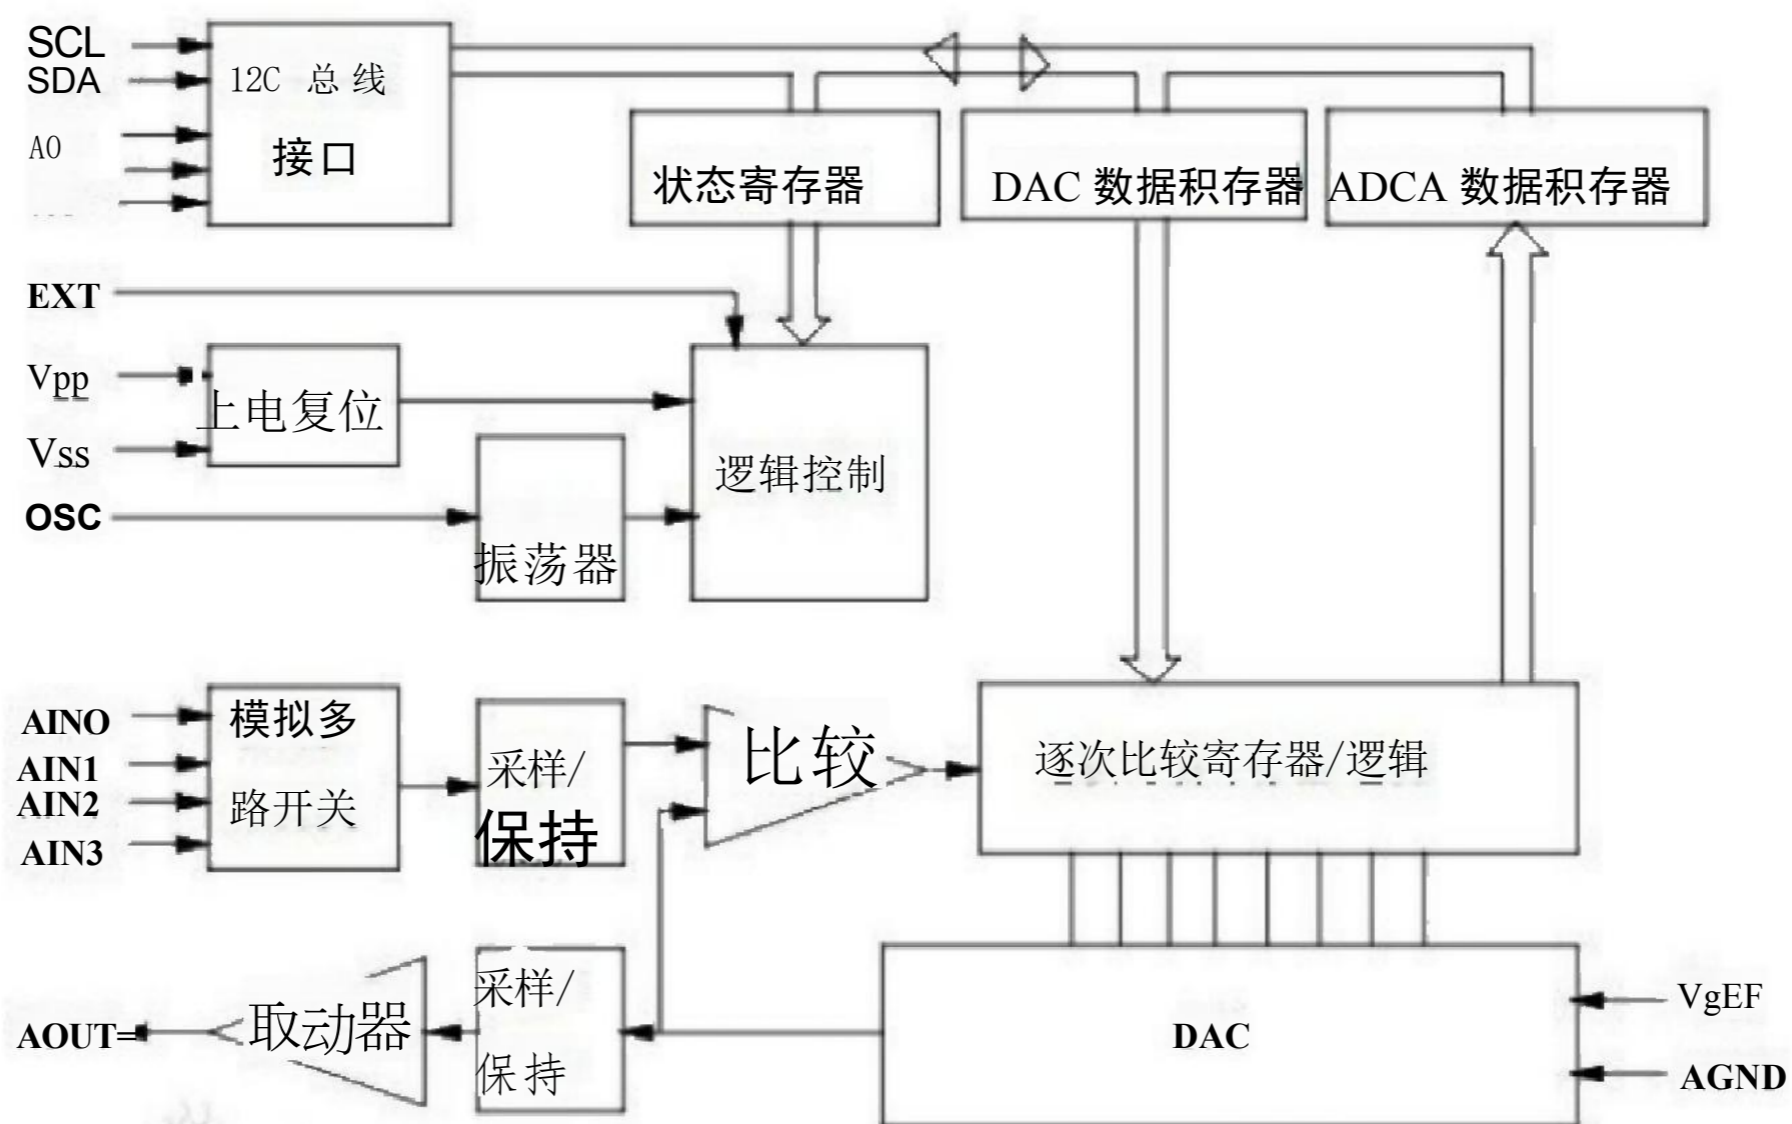 SCL
SDA
A0
12C 总线
接口
状态寄存器
DAC 数据积存器
ADCA 数据积存器
EXT
Vpp
Vss
上电复位
OSC
振荡器
逻辑控制
AINO
AIN1
AIN2
AIN3
模拟多
路开关
采样/
保持
比较
逐次比较寄存器/逻辑
AOUT=
取动器
采样/
保持
DAC
VgEF
AGND